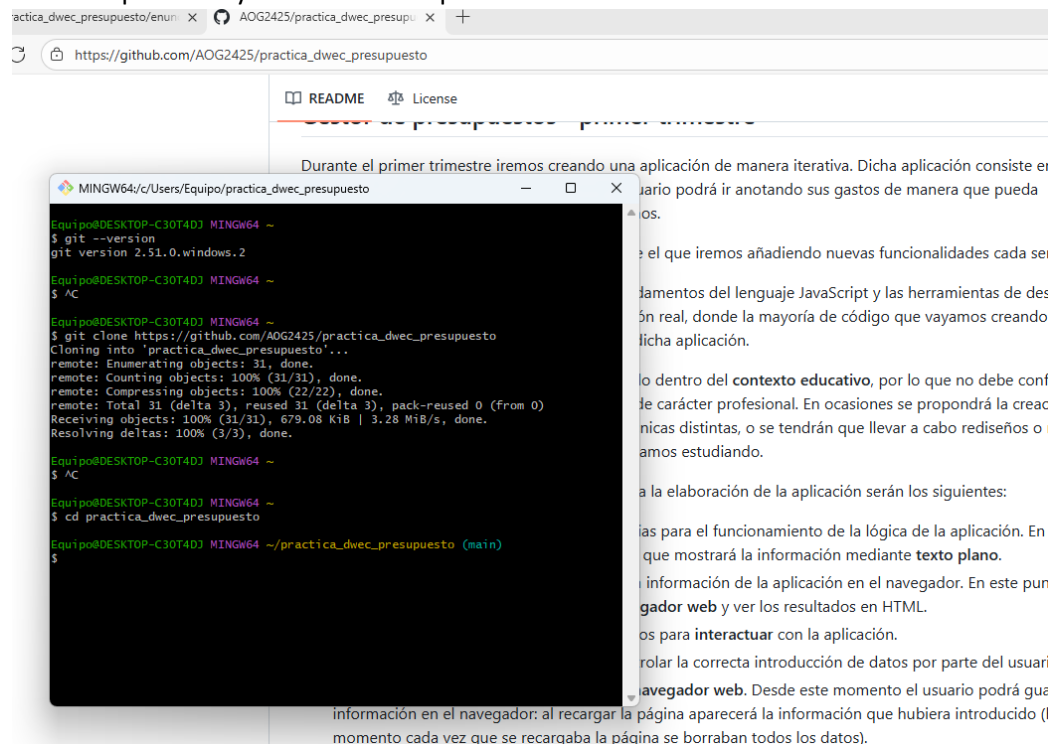 practica_dwec_presupuesto/enun × AOG2425/practica_dwec_presupu × +
https://github.com/AOG2425/practica_dwec_presupuesto
README License
Gestor de presupuestos - primer trimestre
Durante el primer trimestre iremos creando una aplicación de manera iterativa. Dicha aplicación consiste e
uario podrá ir anotando sus gastos de manera que pueda
os.
e el que iremos añadiendo nuevas funcionalidades cada se
damentos del lenguaje JavaScript y las herramientas de des
ón real, donde la mayoría de código que vayamos creando
dicha aplicación.
lo dentro del contexto educativo, por lo que no debe conf
de carácter profesional. En ocasiones se propondrá la creac
nicas distintas, o se tendrán que llevar a cabo rediseños o
amos estudiando.
a la elaboración de la aplicación serán los siguientes:
ias para el funcionamiento de la lógica de la aplicación. En
que mostrará la información mediante texto plano.
información de la aplicación en el navegador. En este pun
gador web y ver los resultados en HTML.
os para interactuar con la aplicación.
rolar la correcta introducción de datos por parte del usuari
avegador web. Desde este momento el usuario podrá gua
información en el navegador: al recargar la página aparecerá la información que hubiera introducido (
momento cada vez que se recargaba la página se borraban todos los datos).
MINGW64:/c/Users/Equipo/practica_dwec_presupuesto
Equipo@DESKTOP-C30T4DJ MINGW64 ~
$ git --version
git version 2.51.0.windows.2
Equipo@DESKTOP-C30T4DJ MINGW64 ~
$ ^C
Equipo@DESKTOP-C30T4DJ MINGW64 ~
$ git clone https://github.com/AOG2425/practica_dwec_presupuesto
Cloning into 'practica_dwec_presupuesto'...
remote: Enumerating objects: 31, done.
remote: Counting objects: 100% (31/31), done.
remote: Compressing objects: 100% (22/22), done.
remote: Total 31 (delta 3), reused 31 (delta 3), pack-reused 0 (from 0)
Receiving objects: 100% (31/31), 679.08 KiB | 3.28 MiB/s, done.
Resolving deltas: 100% (3/3), done.
Equipo@DESKTOP-C30T4DJ MINGW64 ~
$ ^C
Equipo@DESKTOP-C30T4DJ MINGW64 ~
$ cd practica_dwec_presupuesto
Equipo@DESKTOP-C30T4DJ MINGW64 ~/practica_dwec_presupuesto (main)
$